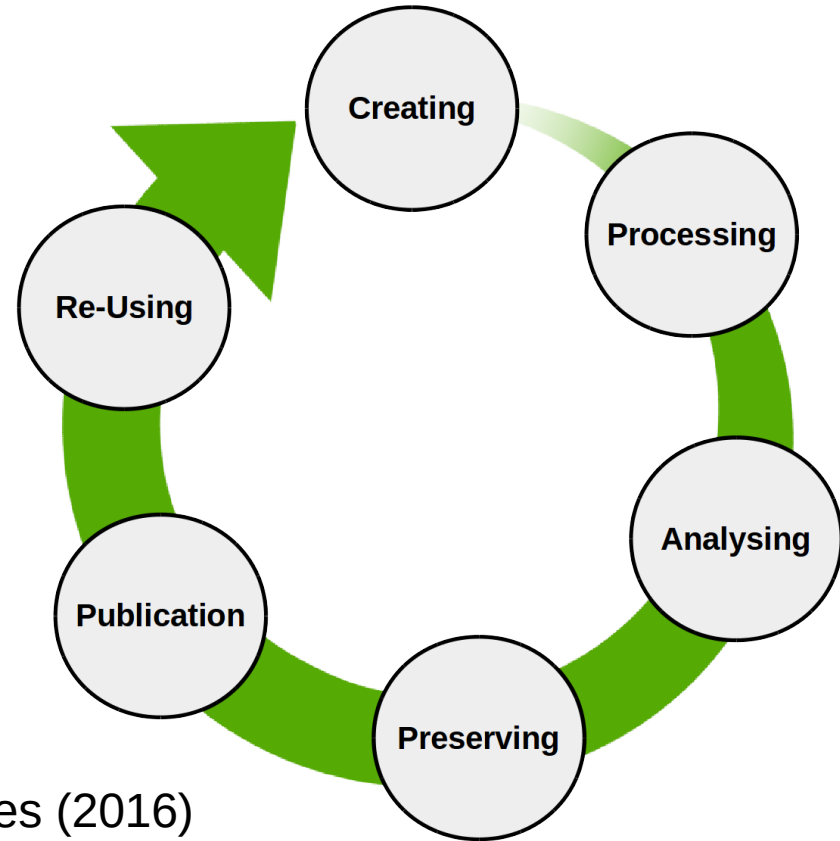 Creating
Processing
Analysing
Preserving
Publication
Re-Using
es (2016)